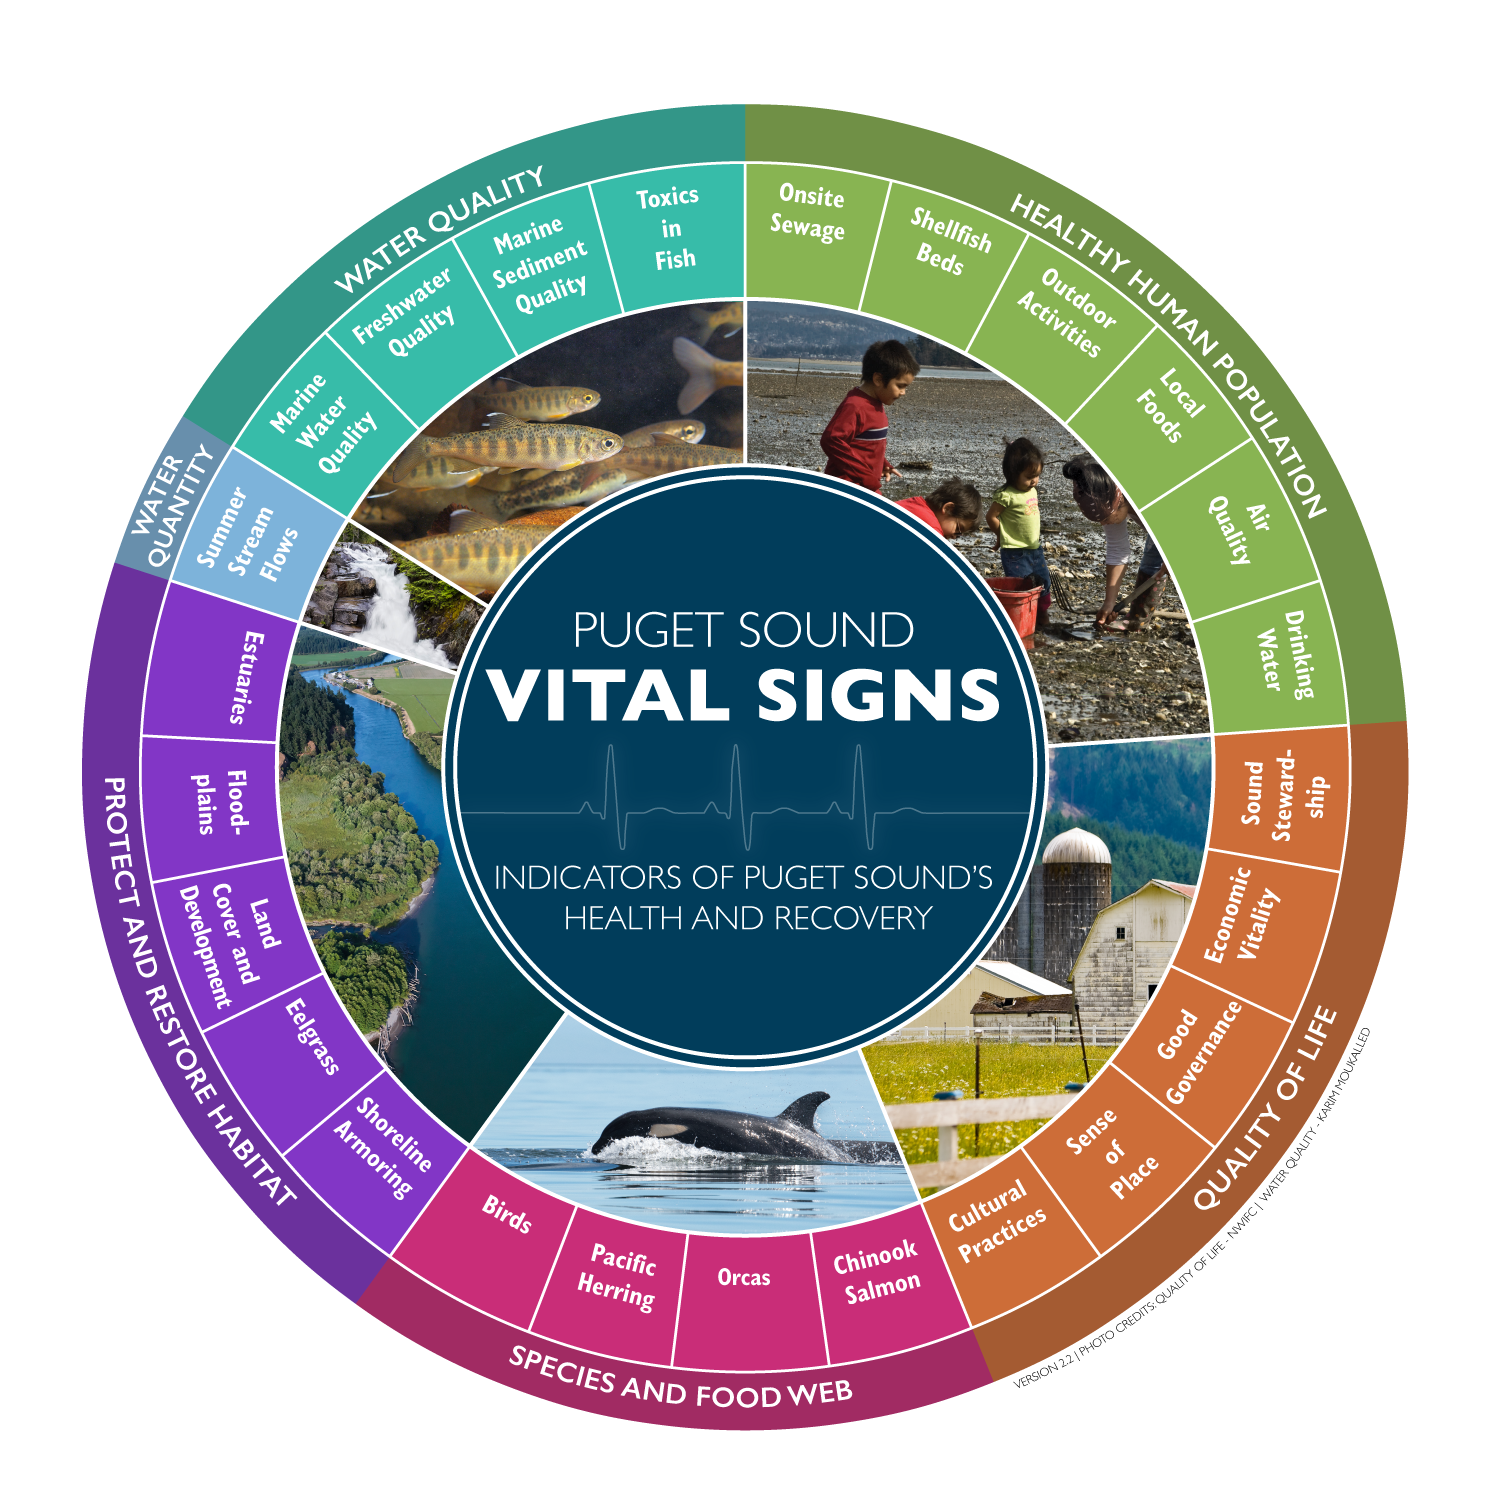 PUGET SOUND
VITAL SIGNS
INDICATORS OF PUGET SOUND'S
HEALTH AND RECOVERY
HEALTHY HUMAN POPULATION
Onsite
Sewage
Shellfish
Beds
Outdoor
Activities
Local
Foods
Air
Quality
Drinking
Water
QUALITY OF LIFE
Sound
Steward-
ship
Economic
Vitality
Good
Governance
Sense
of
Place
Cultural
Practices
SPECIES AND FOOD WEB
Chinook
Salmon
Orcas
Pacific
Herring
Birds
PROTECT AND RESTORE HABITAT
Shoreline
Armoring
Eelgrass
Land
Cover and
Development
Flood-
plains
Estuaries
WATER
QUANTITY
Summer
Stream
Flows
WATER QUALITY
Marine
Water
Quality
Freshwater
Quality
Marine
Sediment
Quality
Toxics
in
Fish
VERSION 2.2 | PHOTO CREDITS: QUALITY OF LIFE - NWIFC | WATER QUALITY - KARIM MOUKALLED